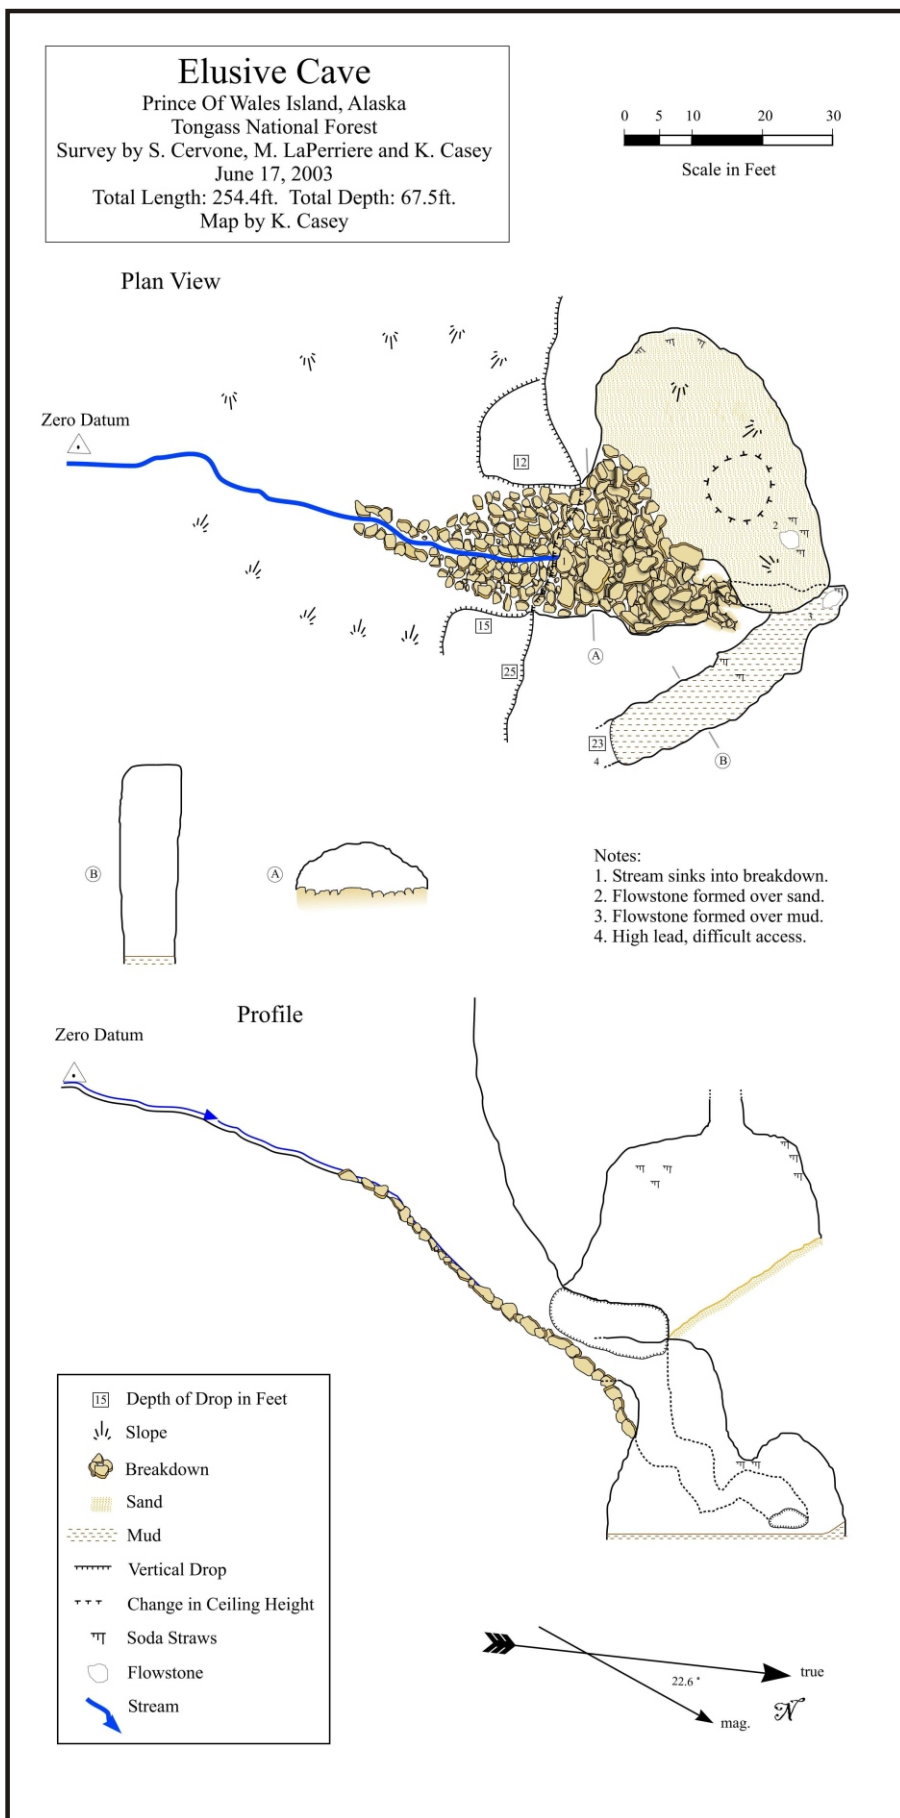 Elusive Cave
Prince Of Wales Island, Alaska
Tongass National Forest
Survey by S. Cervone, M. LaPerriere and K. Casey
June 17, 2003
Total Length: 254.4ft.  Total Depth: 67.5ft.
Map by K. Casey
0 5 10 20 30
Scale in Feet
Plan View
Zero Datum
12
2
1
3
15
A
25
23
4
B
B
A
Notes:
1. Stream sinks into breakdown.
2. Flowstone formed over sand.
3. Flowstone formed over mud.
4. High lead, difficult access.
Profile
Zero Datum
15 Depth of Drop in Feet
Slope
Breakdown
Sand
Mud
Vertical Drop
Change in Ceiling Height
Soda Straws
Flowstone
Stream
true
22.6°
N
mag.